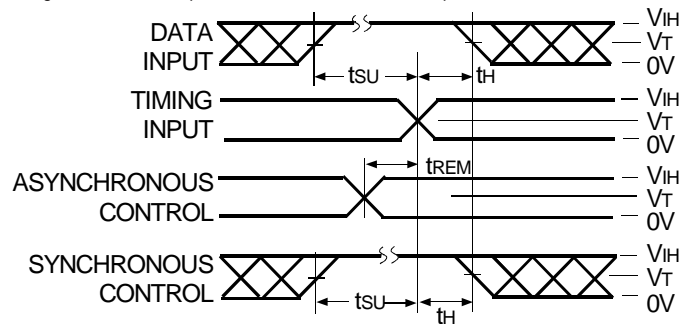 DATA INPUT
VIH
VT
0V
tSU
tH
TIMING INPUT
VIH
VT
0V
tREM
ASYNCHRONOUS CONTROL
VIH
VT
0V
SYNCHRONOUS CONTROL
VIH
VT
0V
tSU
tH